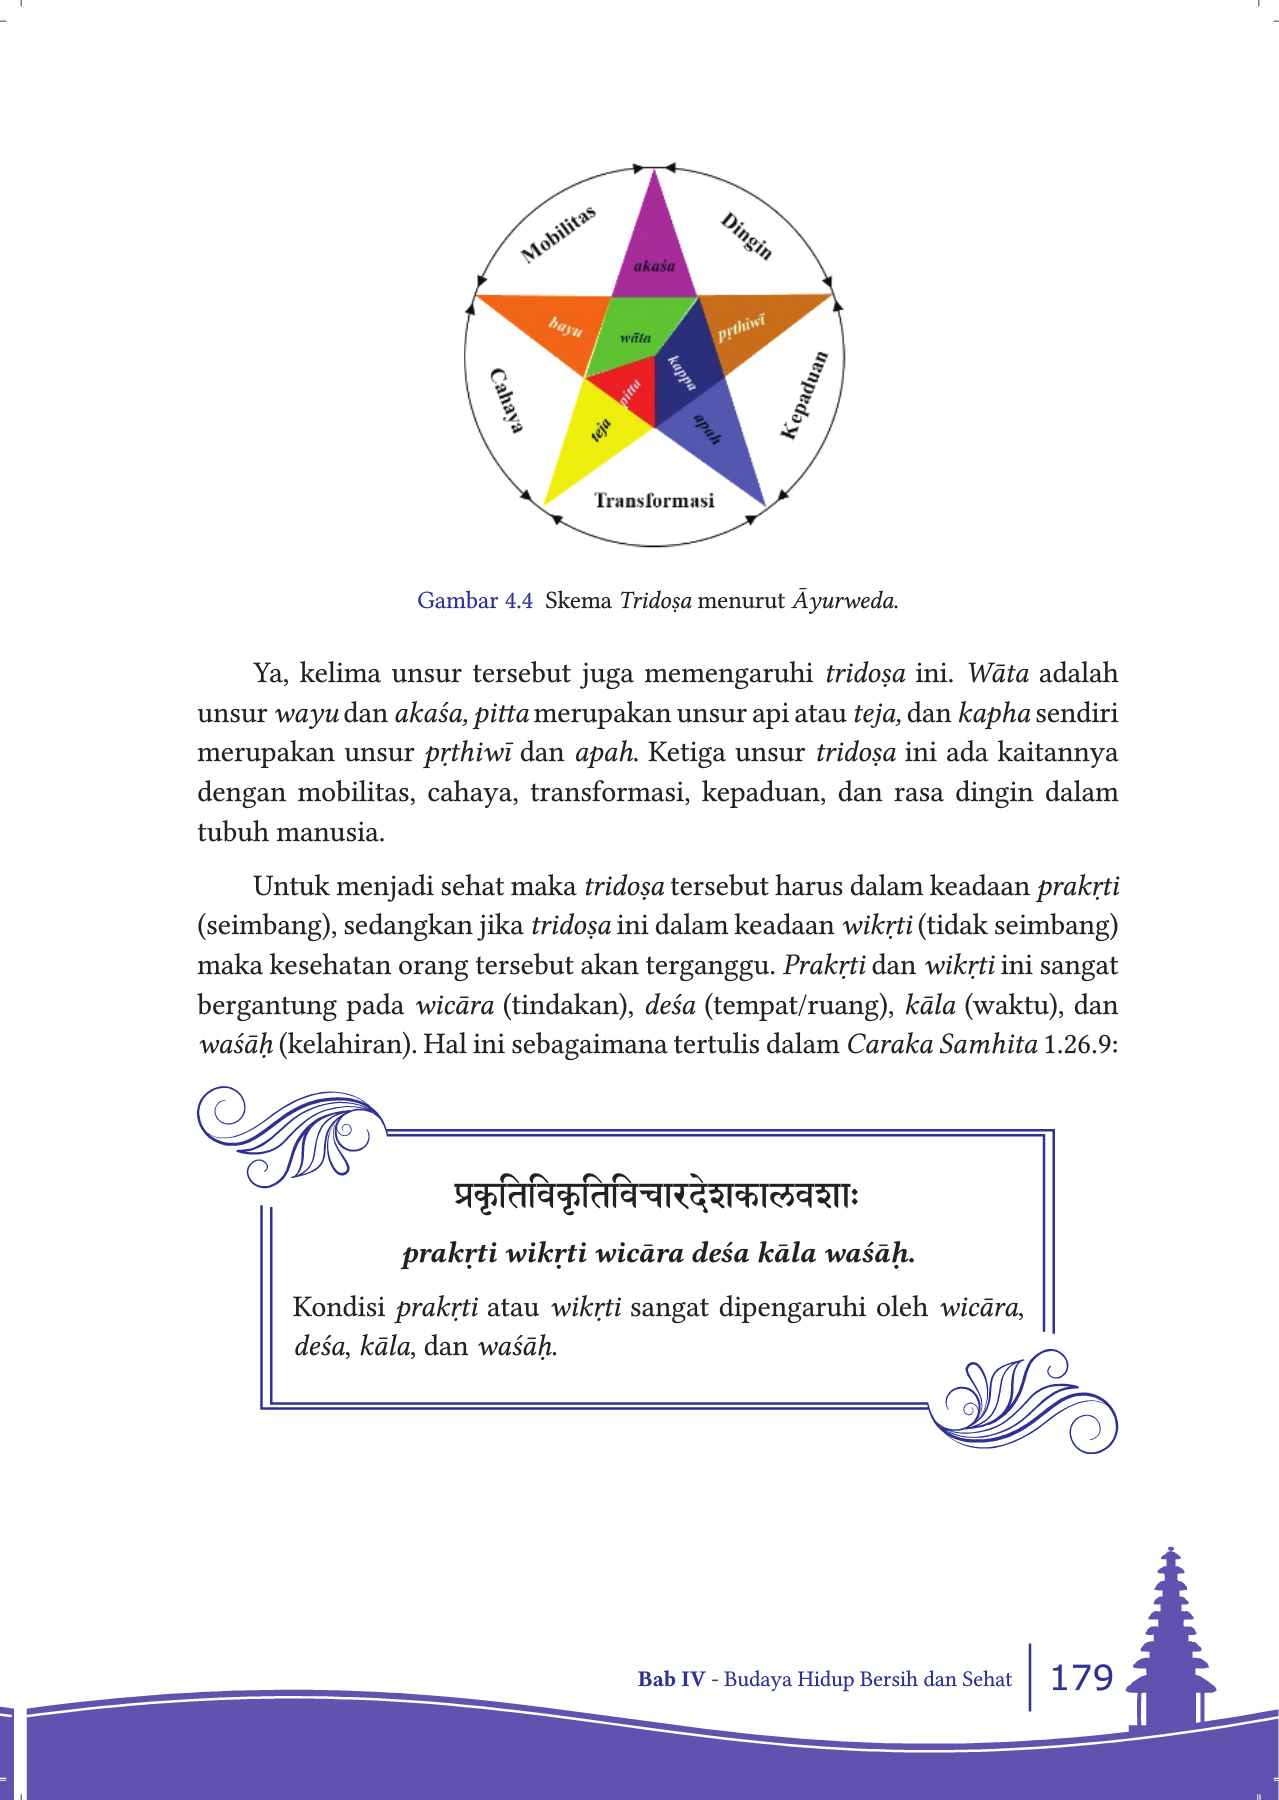 Mobilitas
Dingin
akaśa
bayu
wāta
pṛthiwī
kappa
pitta
Cahaya
Kepaduan
teja
apah
Transformasi
Gambar 4.4 Skema Tridoṣa menurut Āyurweda.
Ya, kelima unsur tersebut juga memengaruhi tridoṣa ini. Wāta adalah
unsur wayu dan akaśa, pitta merupakan unsur api atau teja, dan kapha sendiri
merupakan unsur pṛthiwī dan apah. Ketiga unsur tridoṣa ini ada kaitannya
dengan mobilitas, cahaya, transformasi, kepaduan, dan rasa dingin dalam
tubuh manusia.
Untuk menjadi sehat maka tridoṣa tersebut harus dalam keadaan prakṛti
(seimbang), sedangkan jika tridoṣa ini dalam keadaan wikṛti (tidak seimbang)
maka kesehatan orang tersebut akan terganggu. Prakṛti dan wikṛti ini sangat
bergantung pada wicāra (tindakan), deśa (tempat/ruang), kāla (waktu), dan
waśāḥ (kelahiran). Hal ini sebagaimana tertulis dalam Caraka Samhita 1.26.9:
प्रकृतिविकृतिविचारदेशकालवशाः
prakṛti wikṛti wicāra deśa kāla waśāḥ.
Kondisi prakṛti atau wikṛti sangat dipengaruhi oleh wicāra,
deśa, kāla, dan waśāḥ.
Bab IV - Budaya Hidup Bersih dan Sehat
179